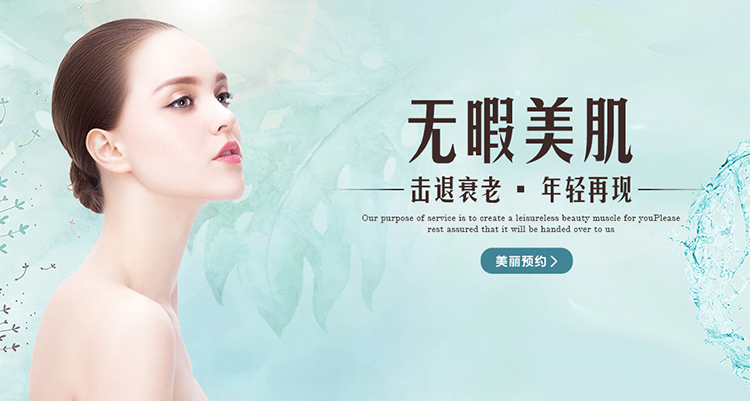 无暇美肌
击退衰老 ▪ 年轻再现
Our purpose of service is to create a leisureless beauty muscle for youPlease
rest assured that it will be handed over to us
美丽预约 >